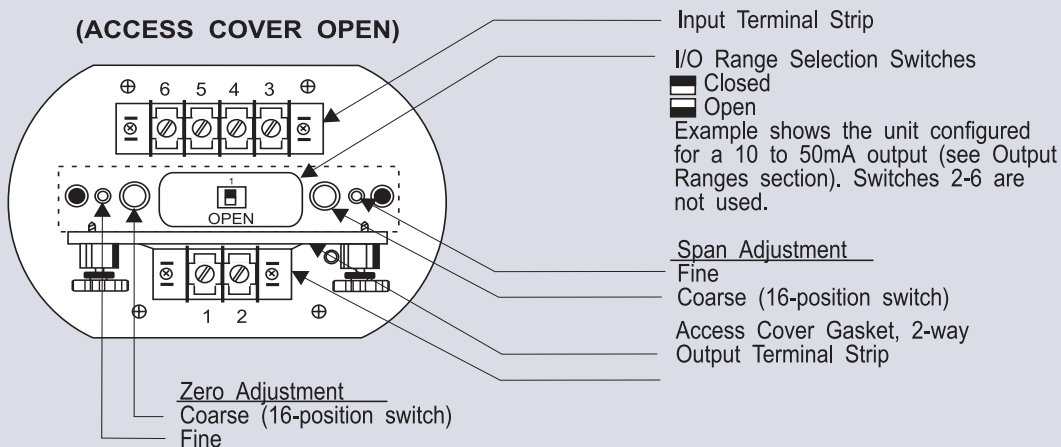 (ACCESS COVER OPEN)
6 5 4 3
1
OPEN
1 2
Zero Adjustment
Coarse (16-position switch)
Fine
Input Terminal Strip
I/O Range Selection Switches
Closed
Open
Example shows the unit configured
for a 10 to 50mA output (see Output
Ranges section). Switches 2-6 are
not used.
Span Adjustment
Fine
Coarse (16-position switch)
Access Cover Gasket, 2-way
Output Terminal Strip